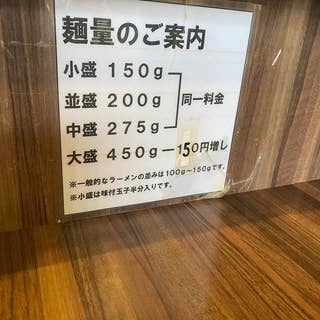 麺量のご案内
小盛 150g
並盛 200g 同一料金
中盛 275g
大盛 450g―150円増し
※一般的なラーメンの並みは100g～150gです。
※小盛は味付玉子半分入りです。